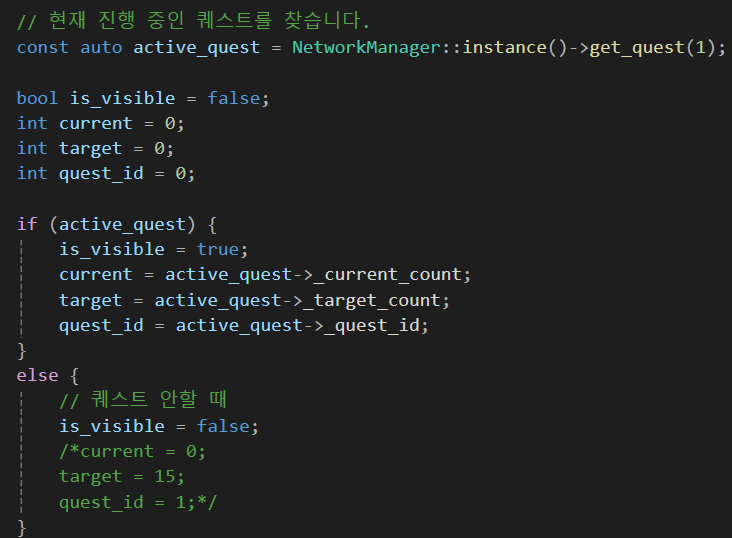 // 현재 진행 중인 퀘스트를 찾습니다.
const auto active_quest = NetworkManager::instance()->get_quest(1);
bool is_visible = false;
int current = 0;
int target = 0;
int quest_id = 0;
if (active_quest) {
is_visible = true;
current = active_quest->_current_count;
target = active_quest->_target_count;
quest_id = active_quest->_quest_id;
}
else {
// 퀘스트 안할 때
is_visible = false;
/*current = 0;
target = 15;
quest_id = 1;*/
}